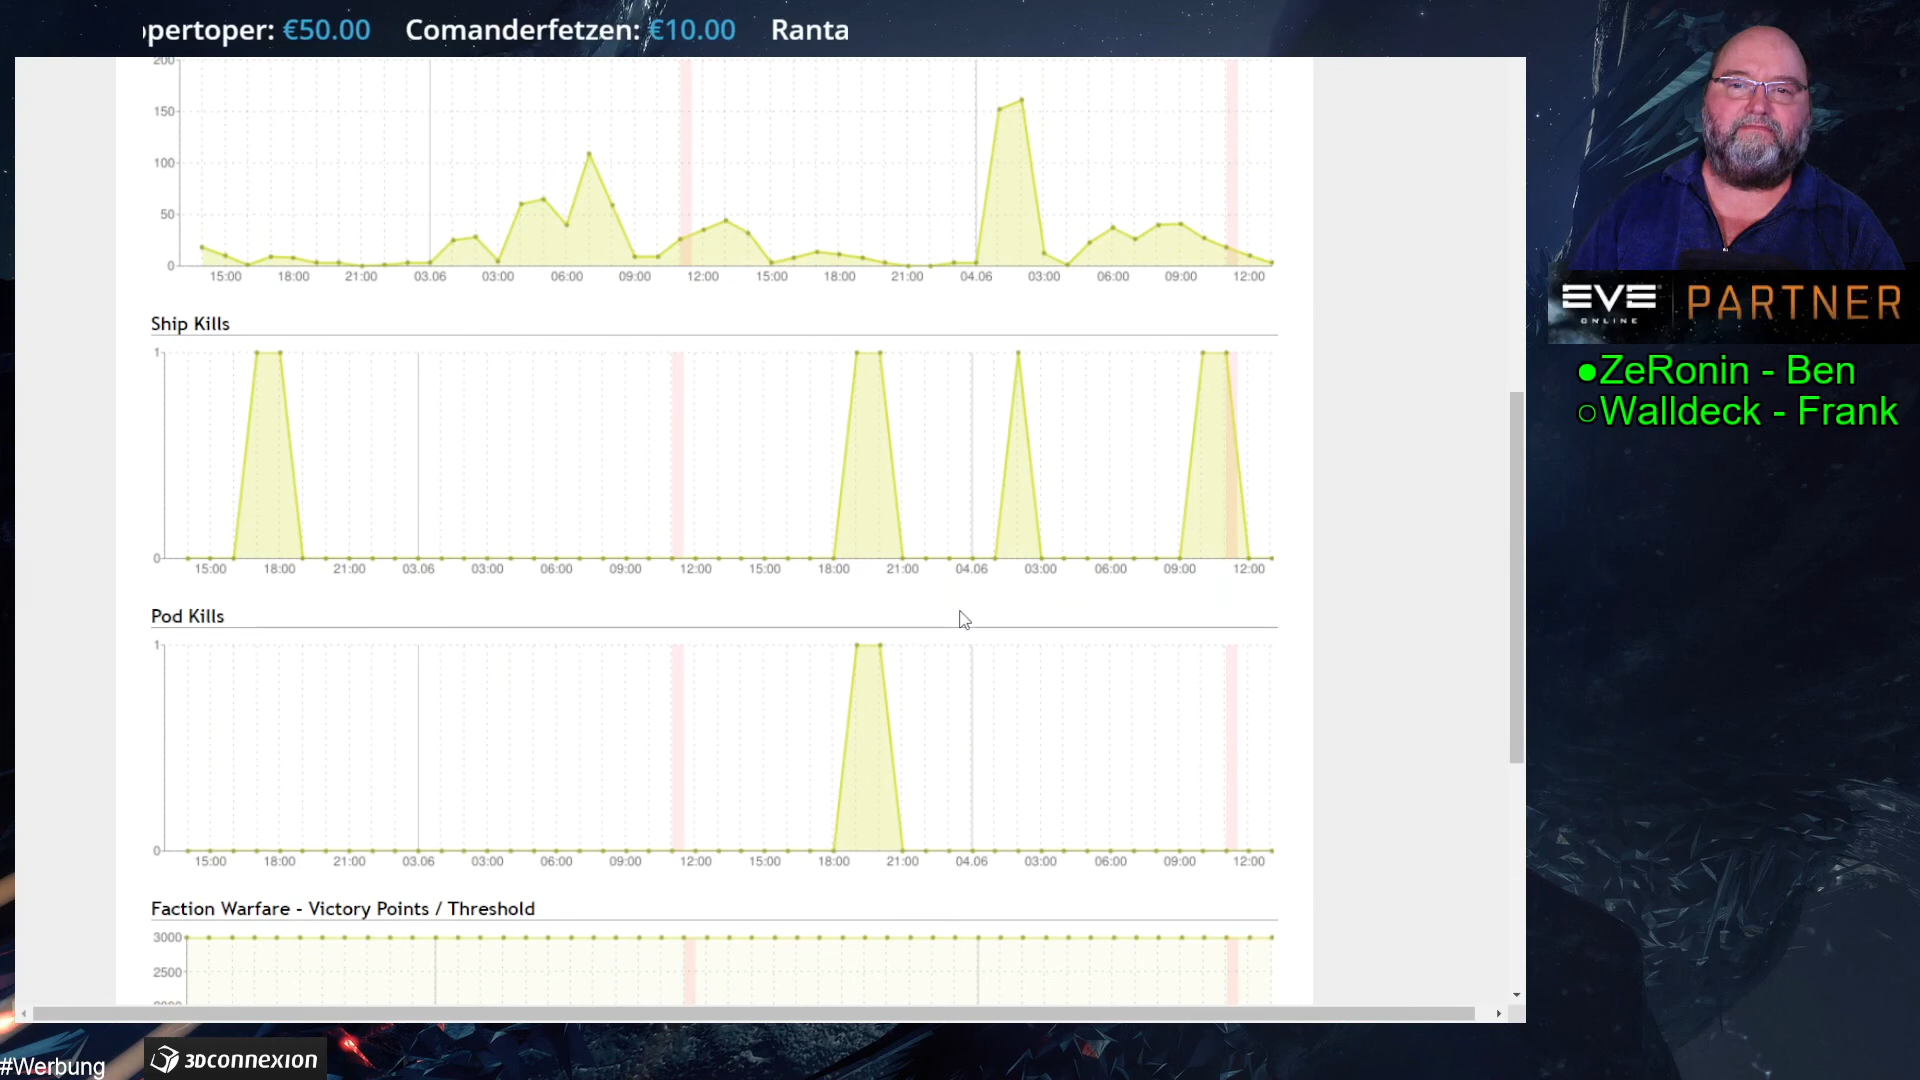 pertoper: €50.00 Comanderfetzen: €10.00 Ranta
200
150
100
50
0
15:00 18:00 21:00 03.06 03:00 06:00 09:00 12:00 15:00 18:00 21:00 04.06 03:00 06:00 09:00 12:00
Ship Kills
1
0
15:00 18:00 21:00 03.06 03:00 06:00 09:00 12:00 15:00 18:00 21:00 04.06 03:00 06:00 09:00 12:00
Pod Kills
1
0
15:00 18:00 21:00 03.06 03:00 06:00 09:00 12:00 15:00 18:00 21:00 04.06 03:00 06:00 09:00 12:00
Faction Warfare - Victory Points / Threshold
3000
2500
EVE ONLINE PARTNER
●ZeRonin - Ben
○Walldeck - Frank
#Werbung
3DCONNEXION